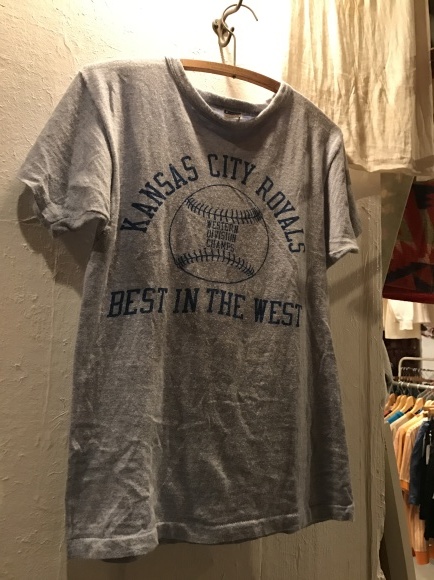 KANSAS CITY ROYALS
WESTERN
DIVISION
CHAMPS
BEST IN THE WEST